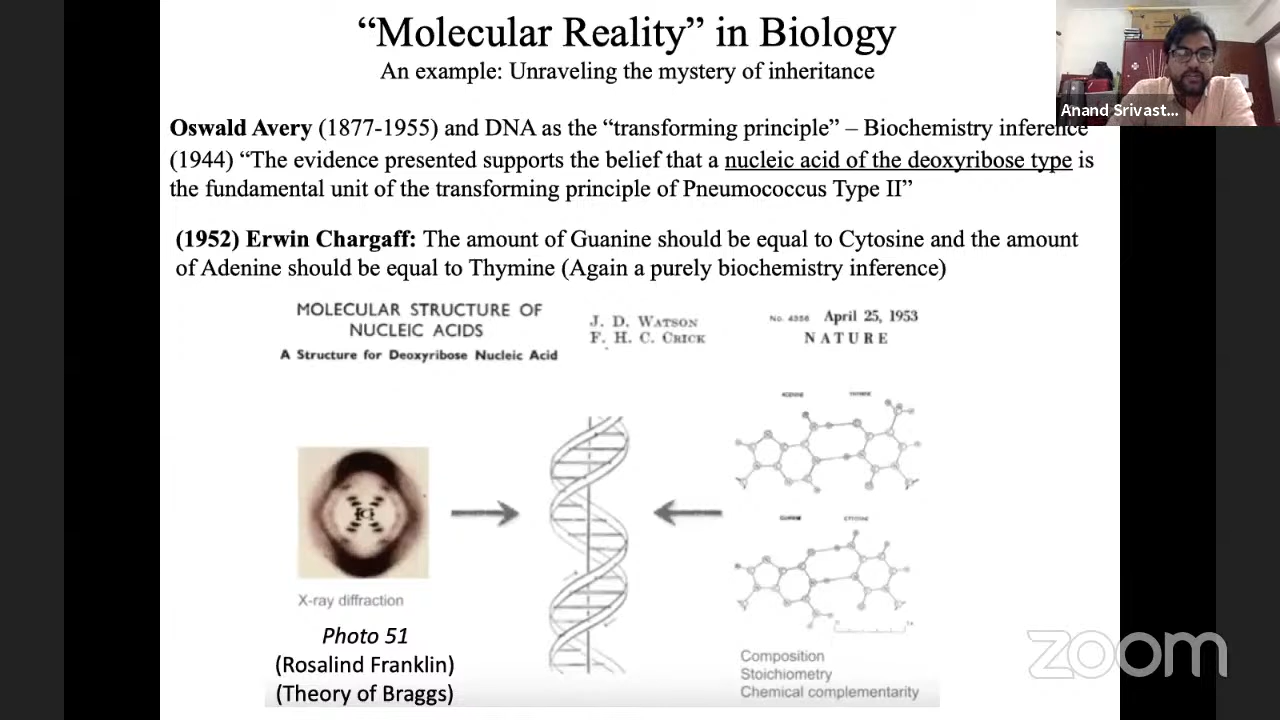 “Molecular Reality” in Biology
An example: Unraveling the mystery of inheritance
Anand Srivast...
Oswald Avery (1877-1955) and DNA as the “transforming principle” – Biochemistry inference
(1944) “The evidence presented supports the belief that a nucleic acid of the deoxyribose type is
the fundamental unit of the transforming principle of Pneumococcus Type II”
(1952) Erwin Chargaff: The amount of Guanine should be equal to Cytosine and the amount
of Adenine should be equal to Thymine (Again a purely biochemistry inference)
MOLECULAR STRUCTURE OF
NUCLEIC ACIDS
A Structure for Deoxyribose Nucleic Acid
J. D. WATSON
F. H. C. CRICK
No. 4356 April 25, 1953
NATURE
ADENINE THYMINE
GUANINE CYTOSINE
X-ray diffraction
Photo 51
(Rosalind Franklin)
(Theory of Braggs)
Composition
Stoichiometry
Chemical complementarity
zoom